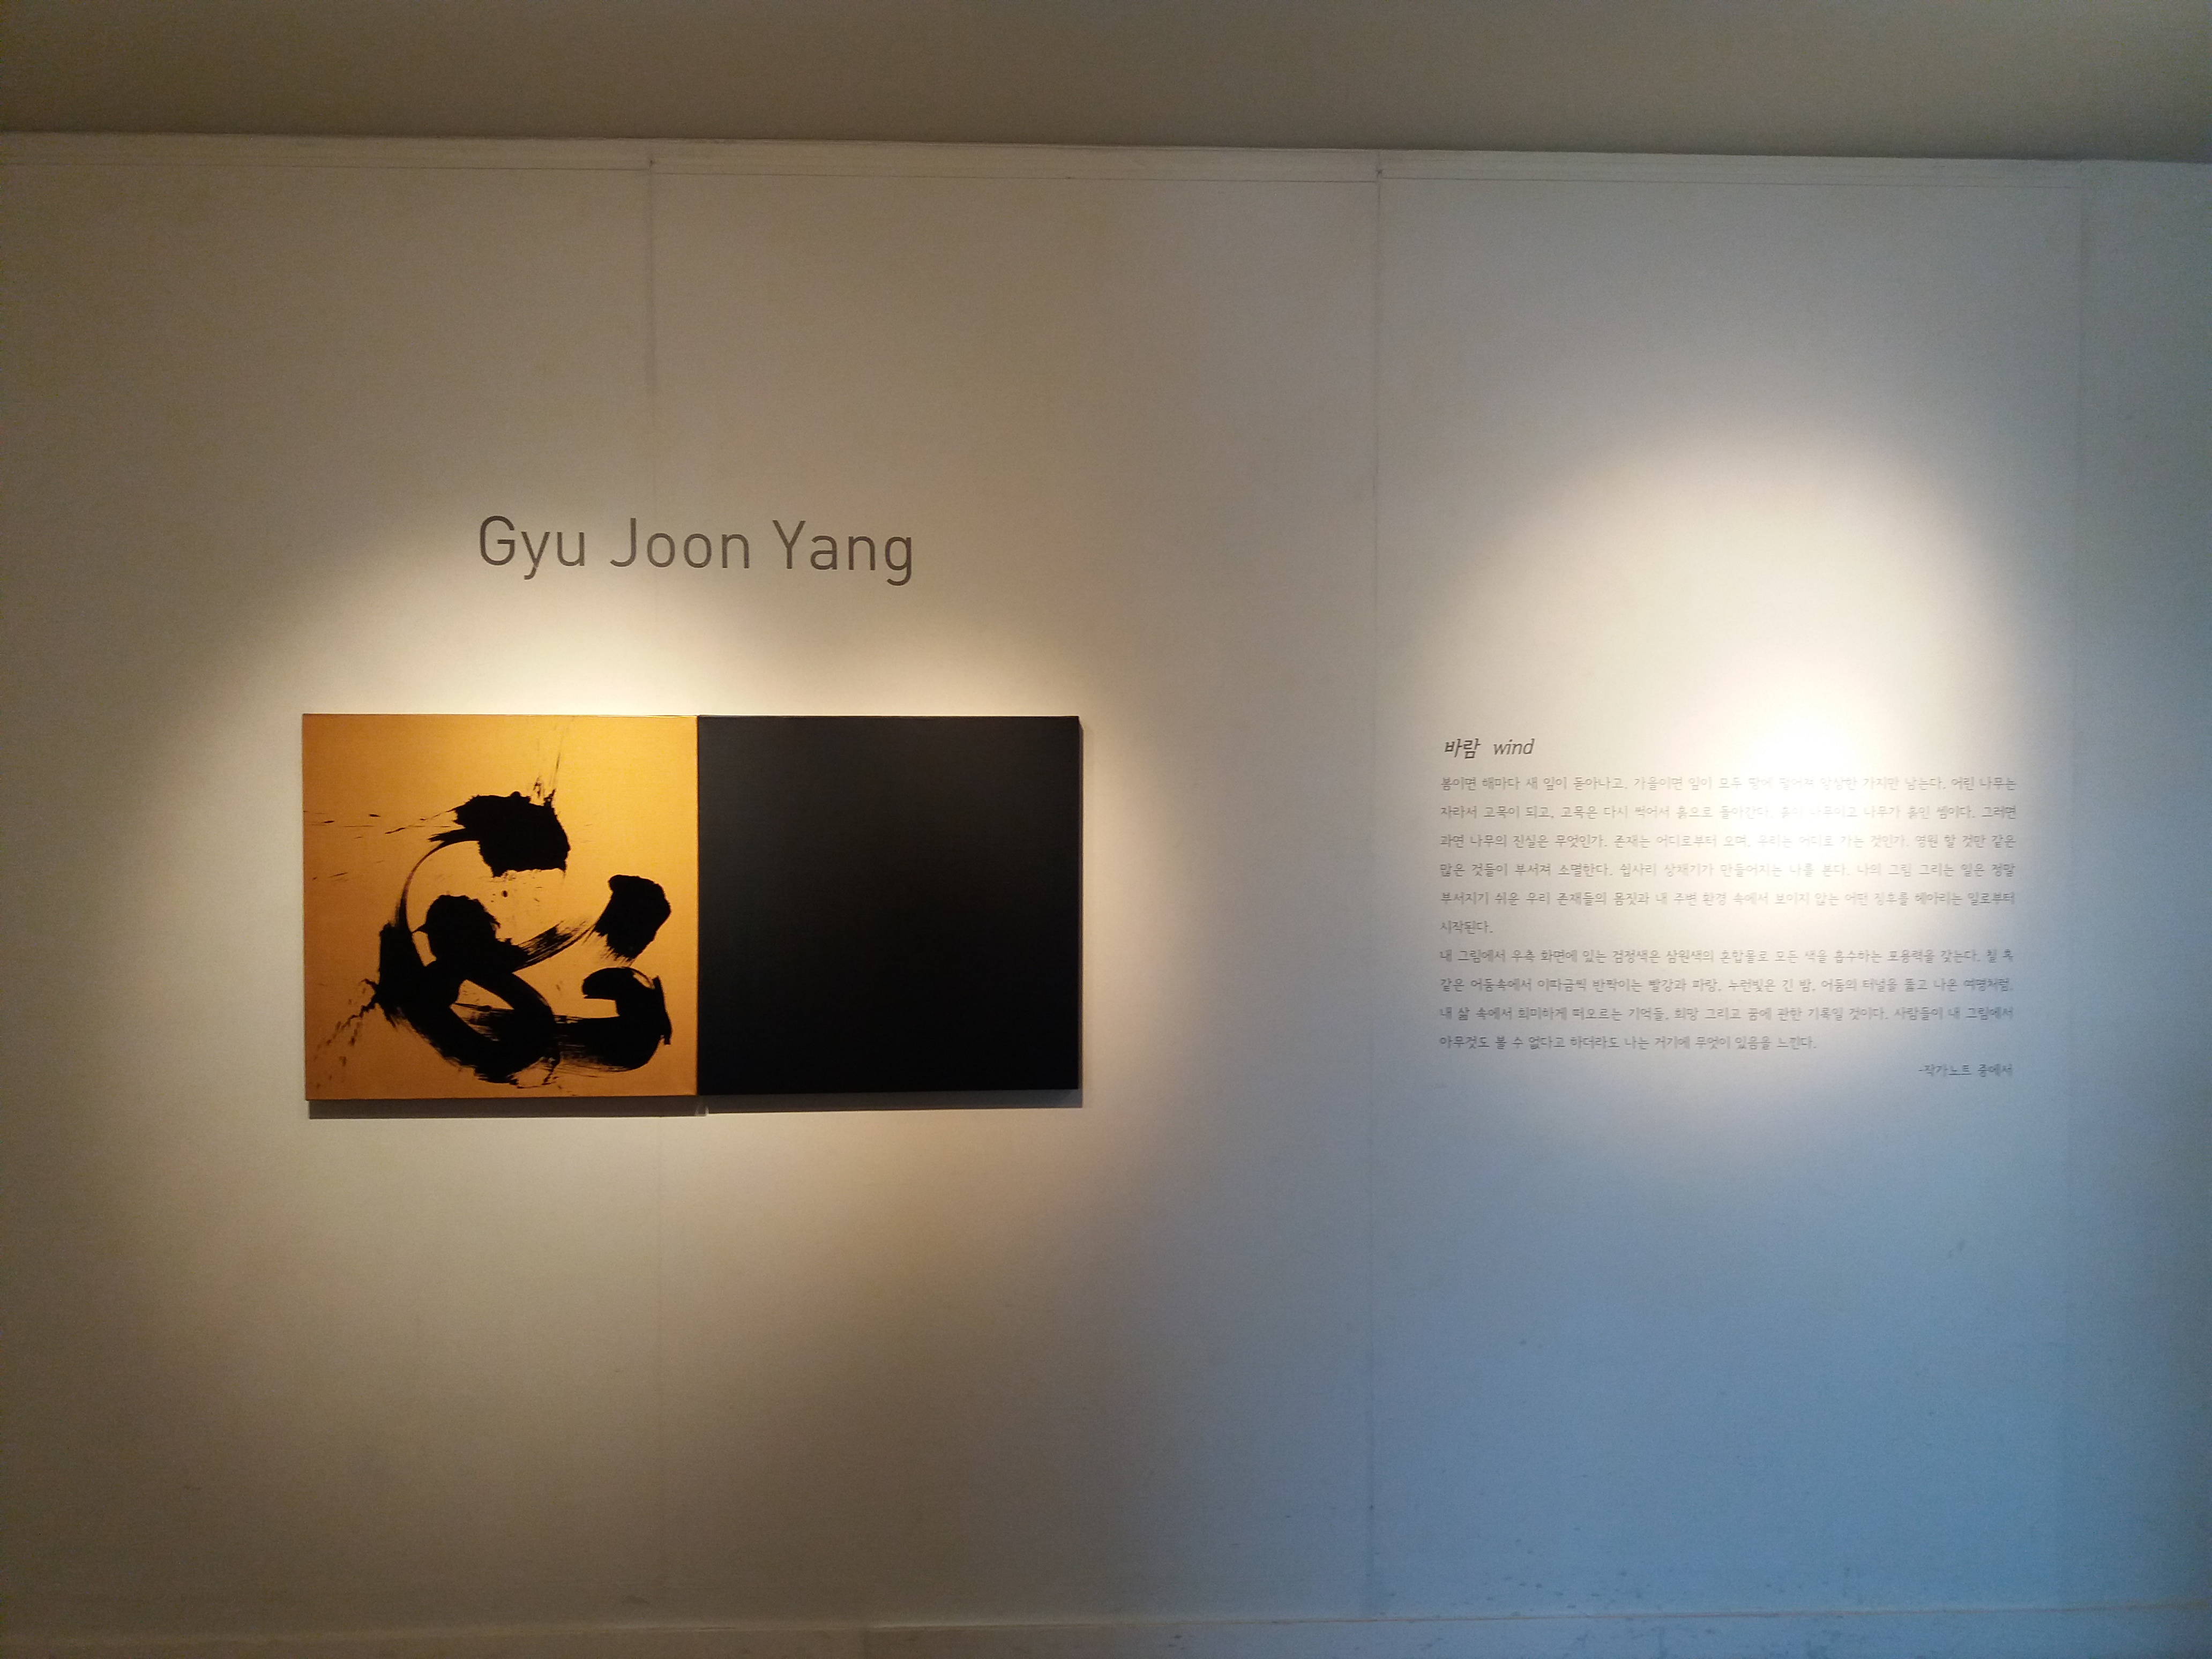 Gyu Joon Yang
바람 wind
봄이면 해마다 새 잎이 돋아나고, 가을이면 잎이 모두 땅에 떨어져 앙상한 가지만 남는다. 어린 나무는
자라서 고목이 되고, 고목은 다시 썩어서 흙으로 돌아간다. 흙이 나무이고 나무가 흙인 셈이다. 그러면
과연 나무의 진실은 무엇인가. 존재는 어디로부터 오며, 우리는 어디로 가는 것인가. 영원 할 것만 같은
많은 것들이 부서져 소멸한다. 쉽사리 상채기가 만들어지는 나를 본다. 나의 그림 그리는 일은 정말
부서지기 쉬운 우리 존재들의 몸짓과 내 주변 환경 속에서 보이지 않는 어떤 징후를 헤아리는 일로부터
시작된다.
내 그림에서 우측 화면에 있는 검정색은 삼원색의 혼합물로 모든 색을 흡수하는 포용력을 갖는다. 칠 흑
같은 어둠속에서 이따금씩 반짝이는 빨강과 파랑, 누런빛은 긴 밤, 어둠의 터널을 뚫고 나온 여명처럼,
내 삶 속에서 희미하게 떠오르는 기억들, 희망 그리고 꿈에 관한 기록일 것이다. 사람들이 내 그림에서
아무것도 볼 수 없다고 하더라도 나는 거기에 무엇이 있음을 느낀다.
-작가노트 중에서